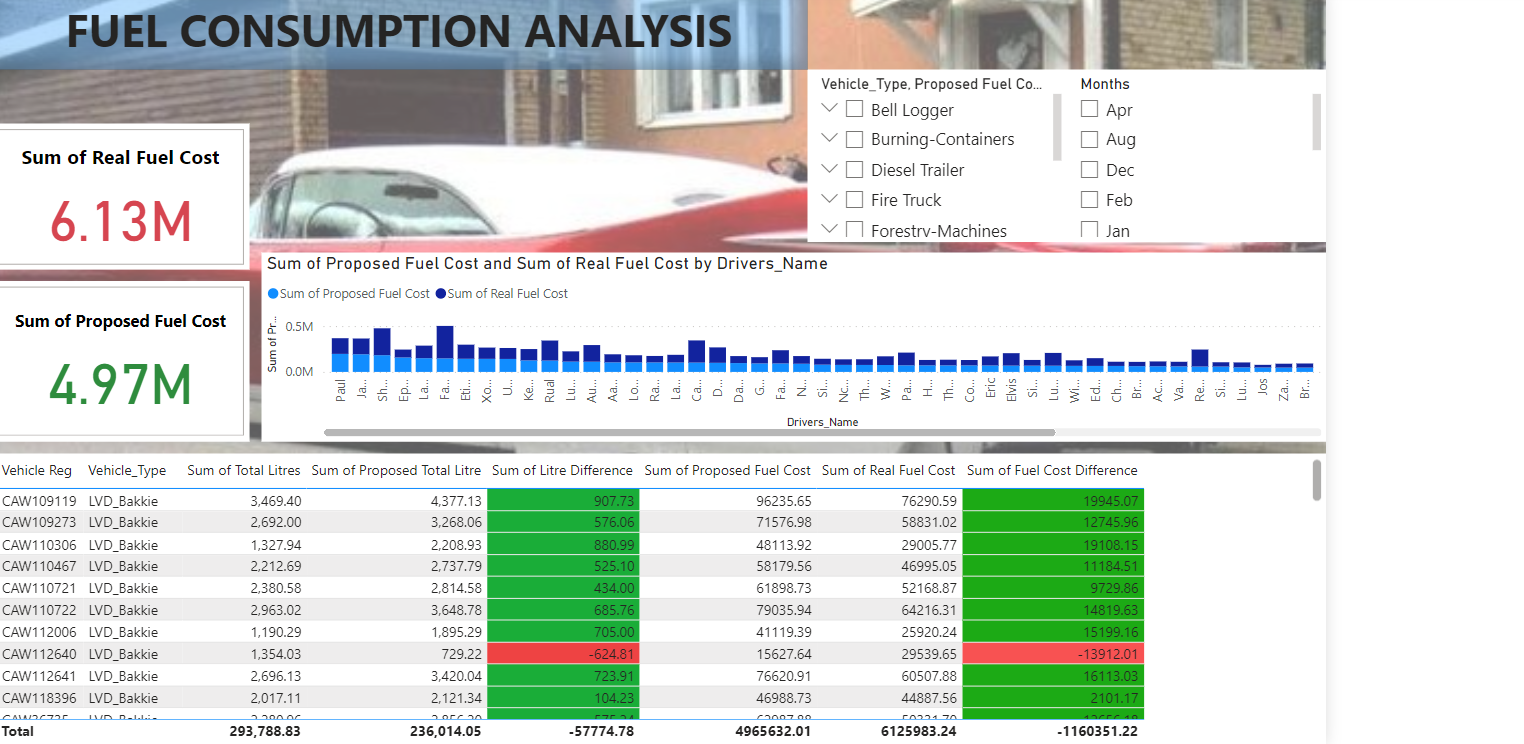 FUEL CONSUMPTION ANALYSIS
Vehicle_Type, Proposed Fuel Co...
Bell Logger
Burning-Containers
Diesel Trailer
Fire Truck
Forestry-Machines
Months
Apr
Aug
Dec
Feb
Jan
Sum of Real Fuel Cost
6.13M
Sum of Proposed Fuel Cost
4.97M
Sum of Proposed Fuel Cost and Sum of Real Fuel Cost by Drivers_Name
Sum of Proposed Fuel Cost Sum of Real Fuel Cost
Sum of Pr...
0.5M
0.0M
Paul Ja... Sh... Ep... La... Fa... Eti... Xo... U... Ke... Rual Lu... Au... Aa... Lo... Ra... La... Ca... D... Da... G... Fa... N... Si... Nc... Th... W... Pa... H... Th... Co... Eric Elvis Si... Lu... Wi... Ed... Ch... Br... Ac... Va... Re... Si... Lu... Jos Za... Br...
Drivers_Name
Vehicle Reg Vehicle_Type Sum of Total Litres Sum of Proposed Total Litre Sum of Litre Difference Sum of Proposed Fuel Cost Sum of Real Fuel Cost Sum of Fuel Cost Difference
CAW109119 LVD_Bakkie 3,469.40 4,377.13 907.73 96235.65 76290.59 19945.07
CAW109273 LVD_Bakkie 2,692.00 3,268.06 576.06 71576.98 58831.02 12745.96
CAW110306 LVD_Bakkie 1,327.94 2,208.93 880.99 48113.92 29005.77 19108.15
CAW110467 LVD_Bakkie 2,212.69 2,737.79 525.10 58179.56 46995.05 11184.51
CAW110721 LVD_Bakkie 2,380.58 2,814.58 434.00 61898.73 52168.87 9729.86
CAW110722 LVD_Bakkie 2,963.02 3,648.78 685.76 79035.94 64216.31 14819.63
CAW112006 LVD_Bakkie 1,190.29 1,895.29 705.00 41119.39 25920.24 15199.16
CAW112640 LVD_Bakkie 1,354.03 729.22 -624.81 15627.64 29539.65 -13912.01
CAW112641 LVD_Bakkie 2,696.13 3,420.04 723.91 76620.91 60507.88 16113.03
CAW118396 LVD_Bakkie 2,017.11 2,121.34 104.23 46988.73 44887.56 2101.17
Total 293,788.83 236,014.05 -57774.78 4965632.01 6125983.24 -1160351.22